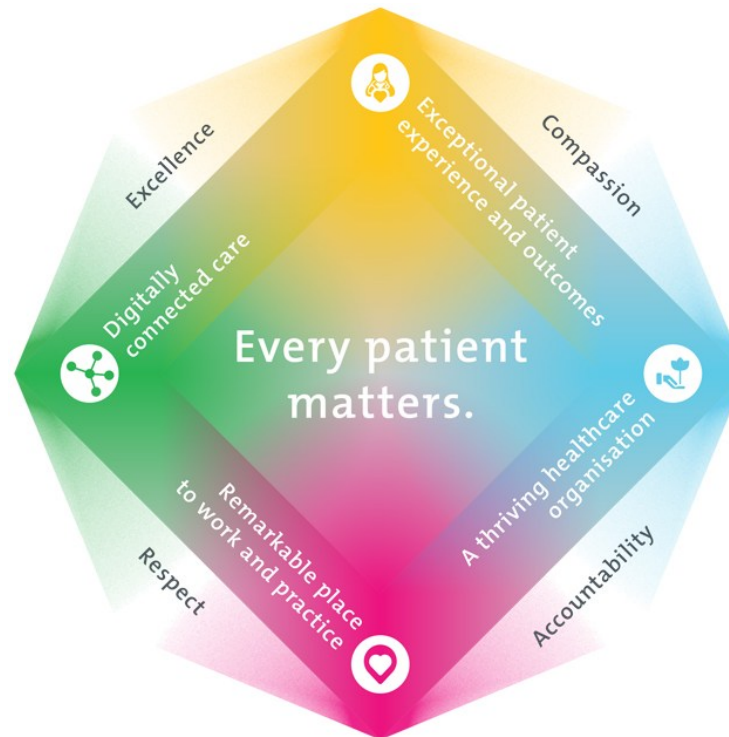 Excellence
Compassion
Exceptional patient
experience and outcomes
Digitally
connected care
Every patient
matters.
A thriving healthcare
organisation
Remarkable place
to work and practice
Respect
Accountability